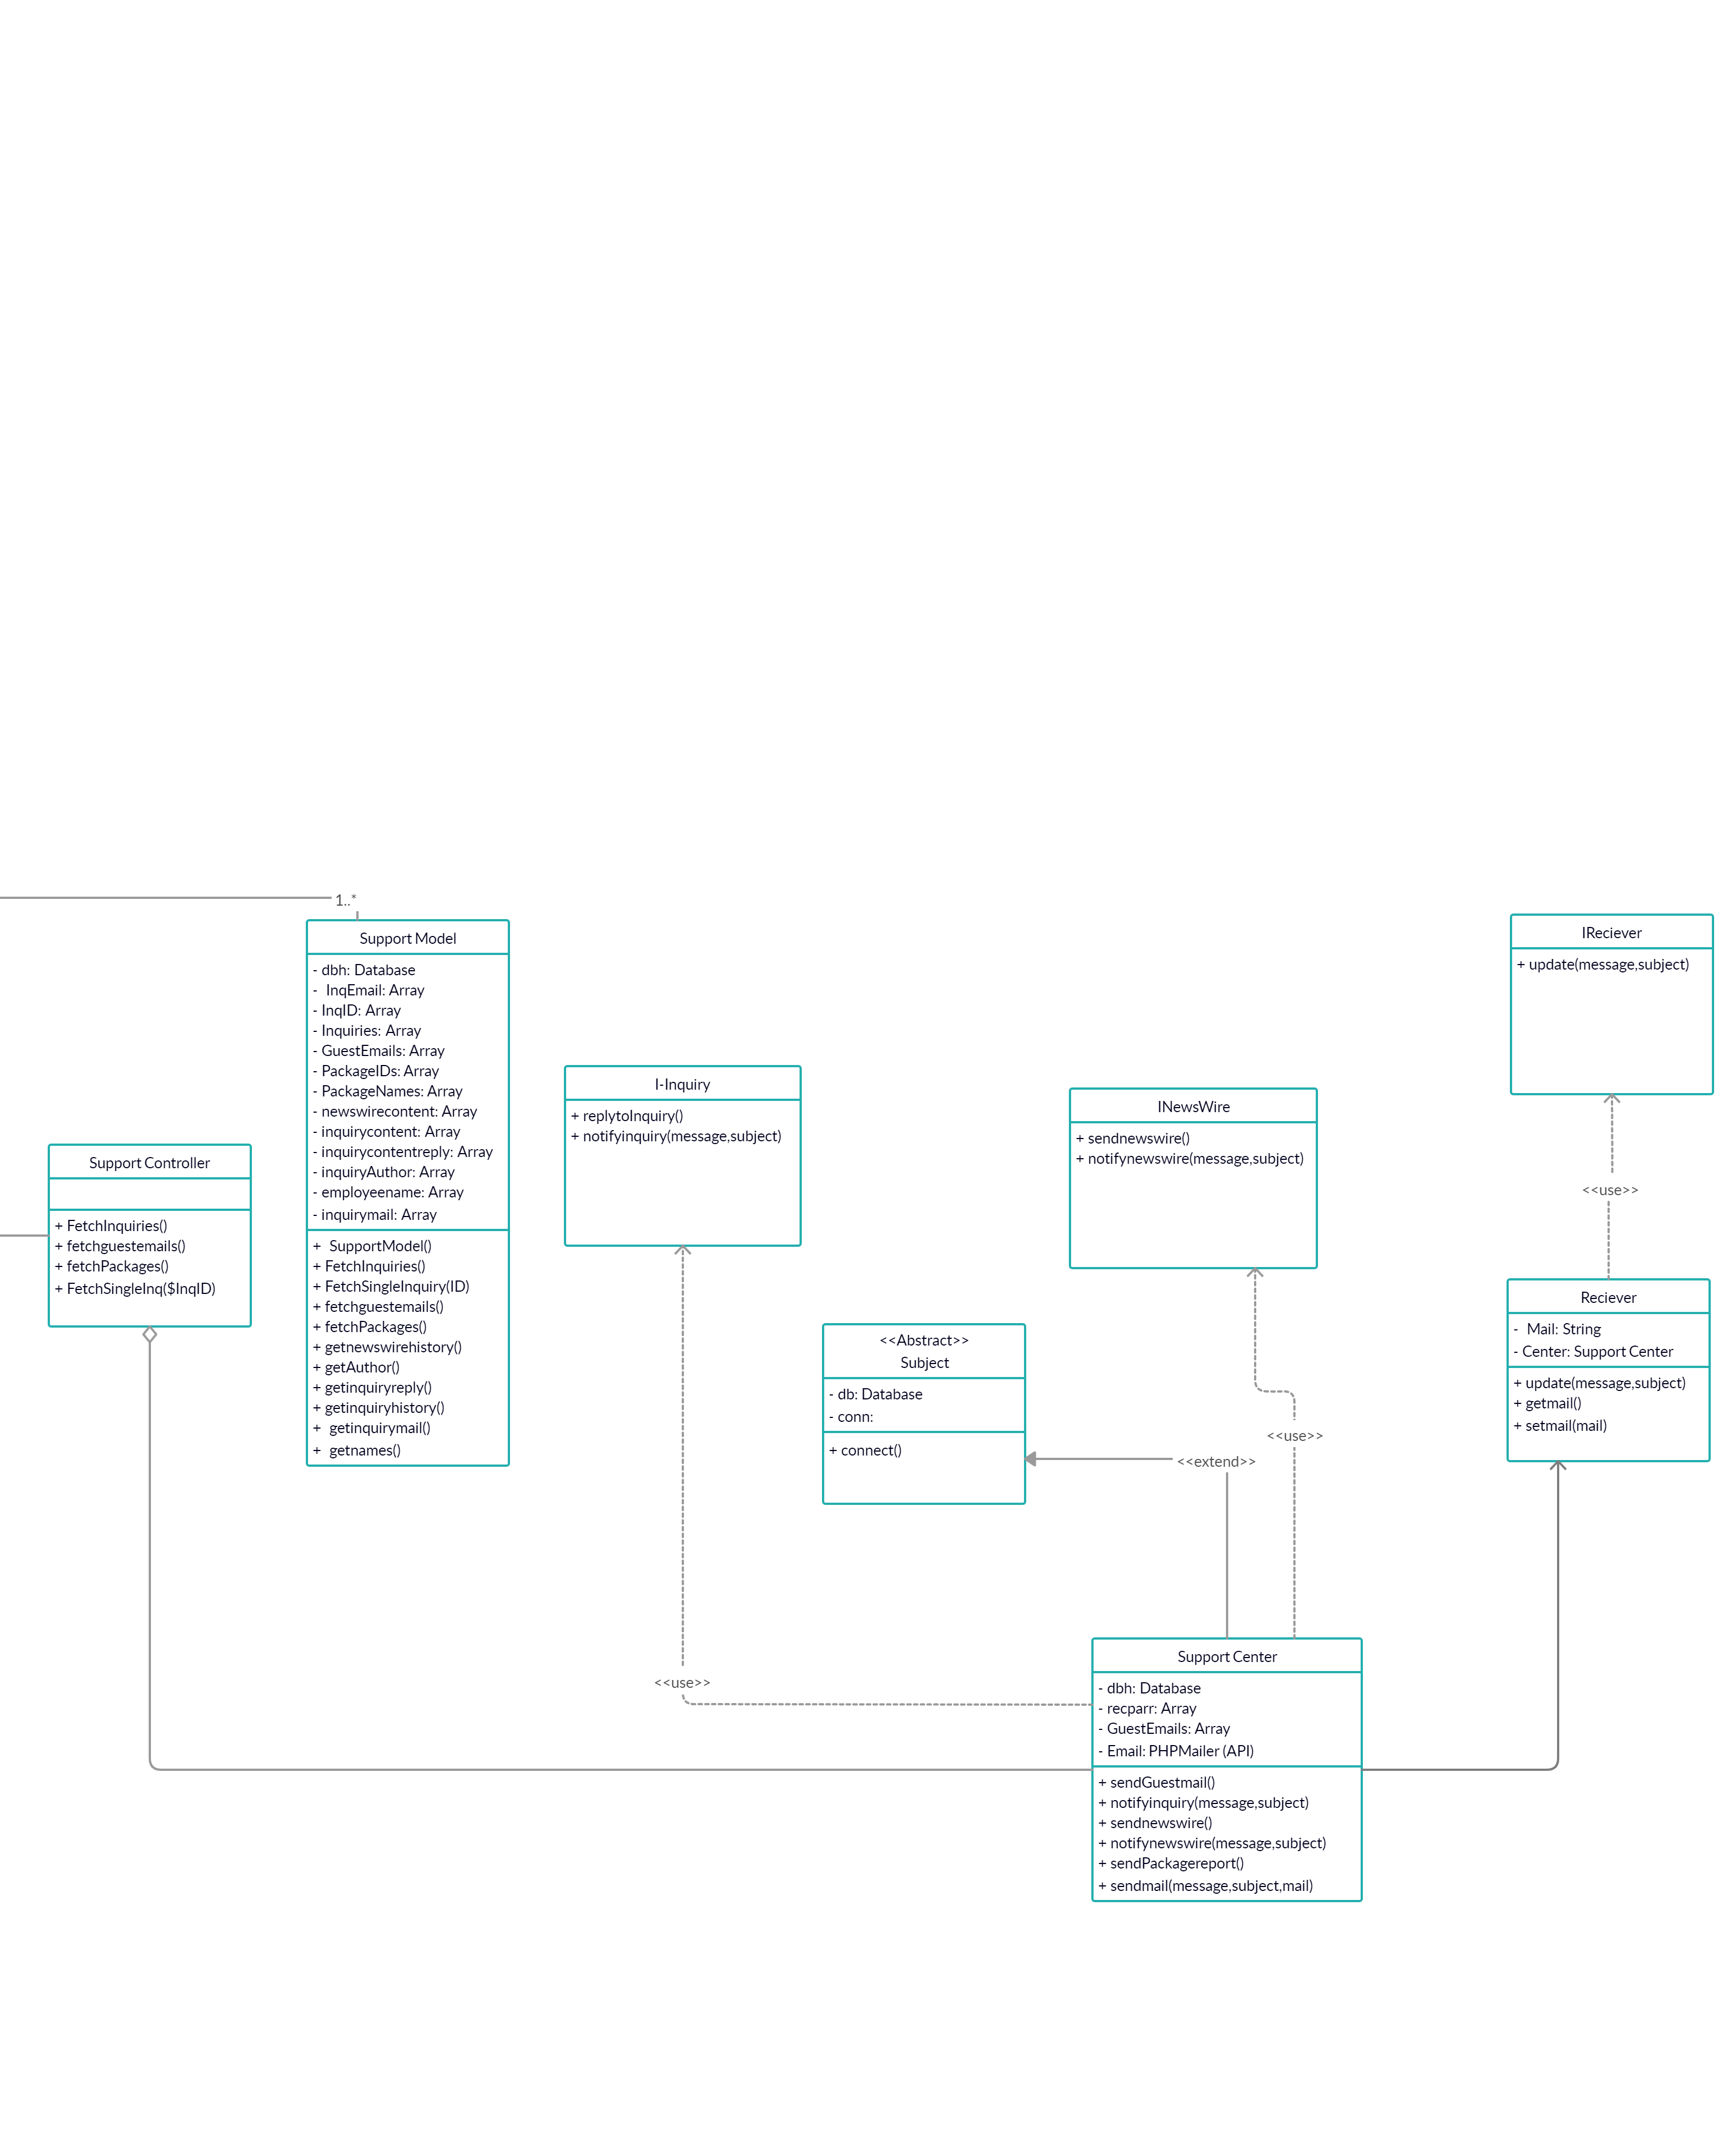 1..*
Support Model
- dbh: Database
-  InqEmail: Array
- InqID: Array
- Inquiries: Array
- GuestEmails: Array
- PackageIDs: Array
- PackageNames: Array
- newswirecontent: Array
- inquirycontent: Array
- inquirycontentreply: Array
- inquiryAuthor: Array
- employeename: Array
- inquirymail: Array
+  SupportModel()
+ FetchInquiries()
+ FetchSingleInquiry(ID)
+ fetchguestemails()
+ fetchPackages()
+ getnewswirehistory()
+ getAuthor()
+ getinquiryreply()
+ getinquiryhistory()
+  getinquirymail()
+  getnames()
Support Controller
+ FetchInquiries()
+ fetchguestemails()
+ fetchPackages()
+ FetchSingleInq($InqID)
I-Inquiry
+ replytoInquiry()
+ notifyinquiry(message,subject)
<<use>>
<<Abstract>>
Subject
- db: Database
- conn:
+ connect()
<<extend>>
INewsWire
+ sendnewswire()
+ notifynewswire(message,subject)
<<use>>
IReciever
+ update(message,subject)
<<use>>
Reciever
-  Mail: String
- Center: Support Center
+ update(message,subject)
+ getmail()
+ setmail(mail)
Support Center
- dbh: Database
- recparr: Array
- GuestEmails: Array
- Email: PHPMailer (API)
+ sendGuestmail()
+ notifyinquiry(message,subject)
+ sendnewswire()
+ notifynewswire(message,subject)
+ sendPackagereport()
+ sendmail(message,subject,mail)